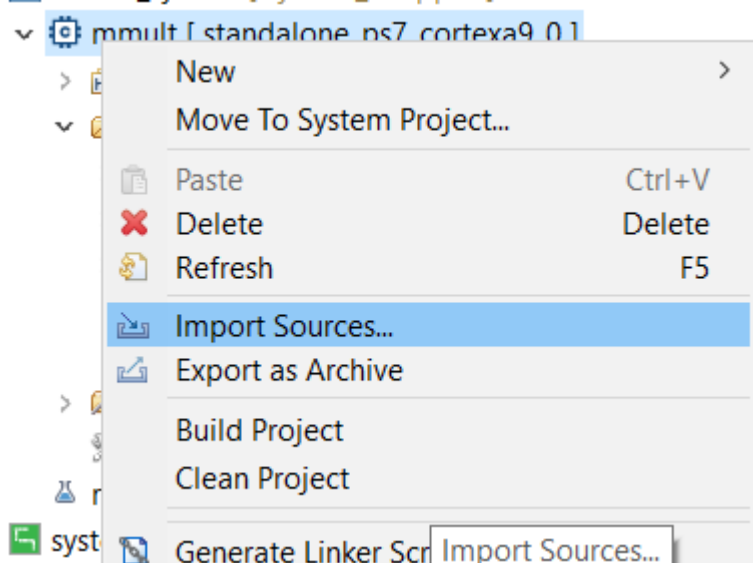 mmult [ standalone_ps7_cortexa9_0 ]
New
Move To System Project...
Paste Ctrl+V
Delete Delete
Refresh F5
Import Sources...
Export as Archive
Build Project
Clean Project
syst
Generate Linker Scr
Import Sources...